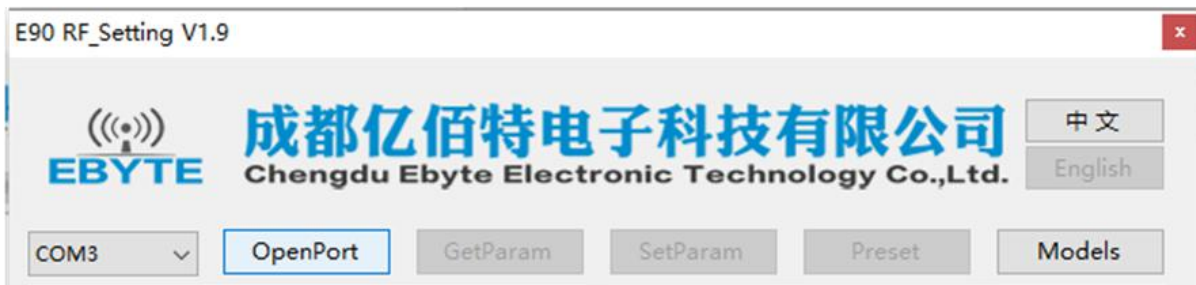 E90 RF_Setting V1.9
x
EBYTE
成都亿佰特电子科技有限公司
Chengdu Ebyte Electronic Technology Co.,Ltd.
中文
English
COM3
OpenPort
GetParam
SetParam
Preset
Models